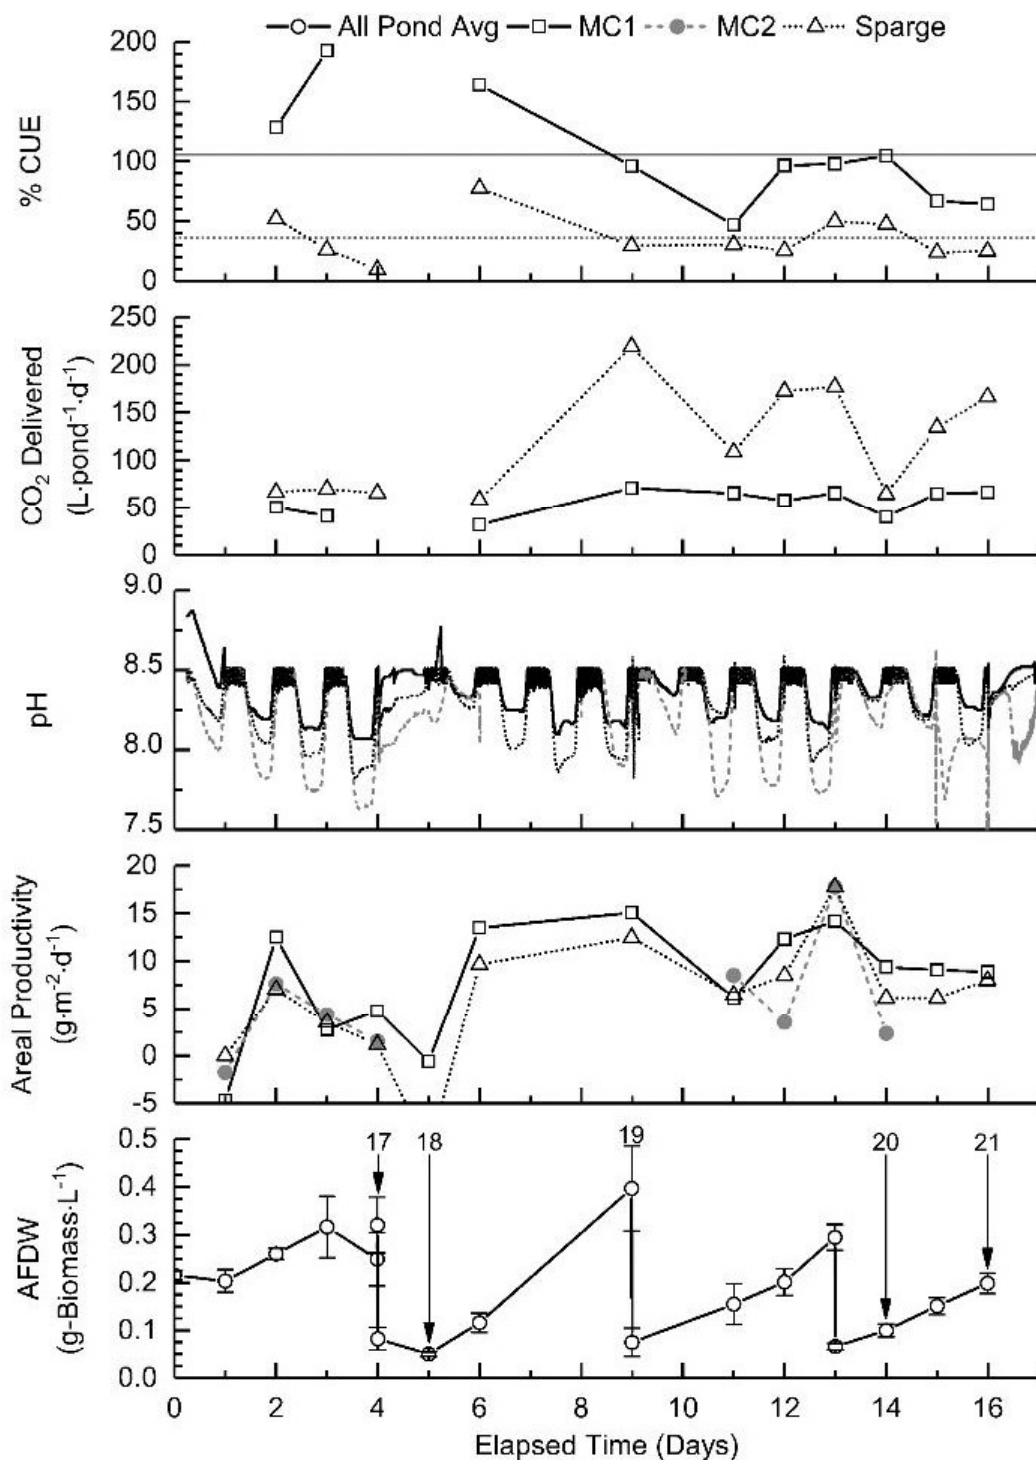 All Pond Avg MC1 MC2 Sparge
200
150
100
50
0
% CUE
250
200
150
100
50
0
CO₂ Delivered
(L·pond⁻¹·d⁻¹)
9.0
8.5
8.0
7.5
pH
20
15
10
5
0
-5
Areal Productivity
(g·m⁻²·d⁻¹)
0.5
0.4
0.3
0.2
0.1
0.0
AFDW
(g-Biomass·L⁻¹)
17 18 19 20 21
0 2 4 6 8 10 12 14 16
Elapsed Time (Days)